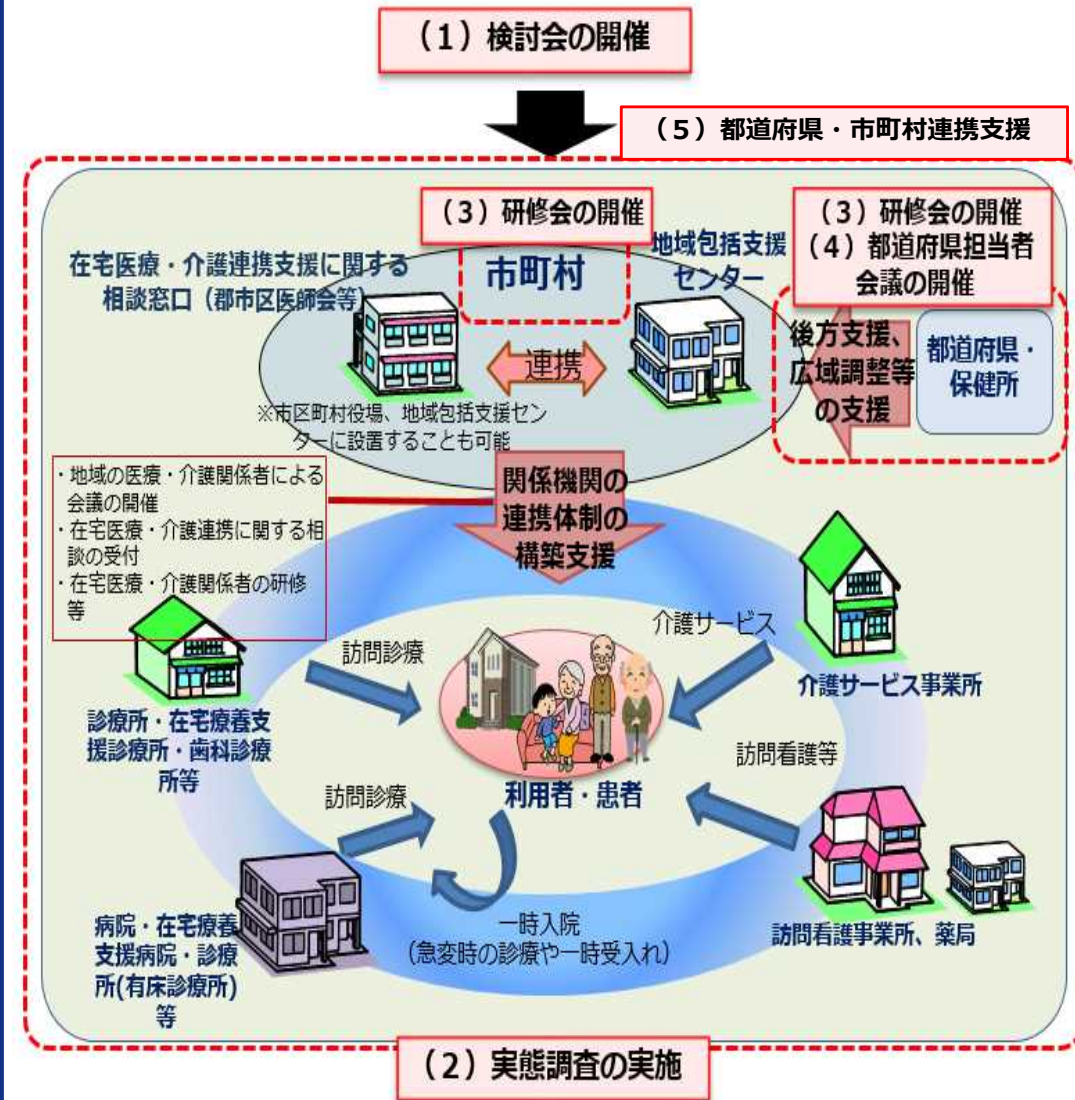 （１）検討会の開催
（５）都道府県・市町村連携支援
（３）研修会の開催
市町村
在宅医療・介護連携支援に関する
相談窓口（郡市区医師会等）
地域包括支援
センター
連携
※市区町村役場、地域包括支援セン
ターに設置することも可能
（３）研修会の開催
（４）都道府県担当者
会議の開催
後方支援、
広域調整等
の支援
都道府県・
保健所
・地域の医療・介護関係者による
会議の開催
・在宅医療・介護連携に関する相
談の受付
・在宅医療・介護関係者の研修
等
関係機関の
連携体制の
構築支援
訪問診療
介護サービス
介護サービス事業所
診療所・在宅療養支
援診療所・歯科診療
所等
利用者・患者
訪問看護等
訪問診療
病院・在宅療養
支援病院・診療
所(有床診療所)
等
一時入院
（急変時の診療や一時受入れ）
訪問看護事業所、薬局
（２）実態調査の実施